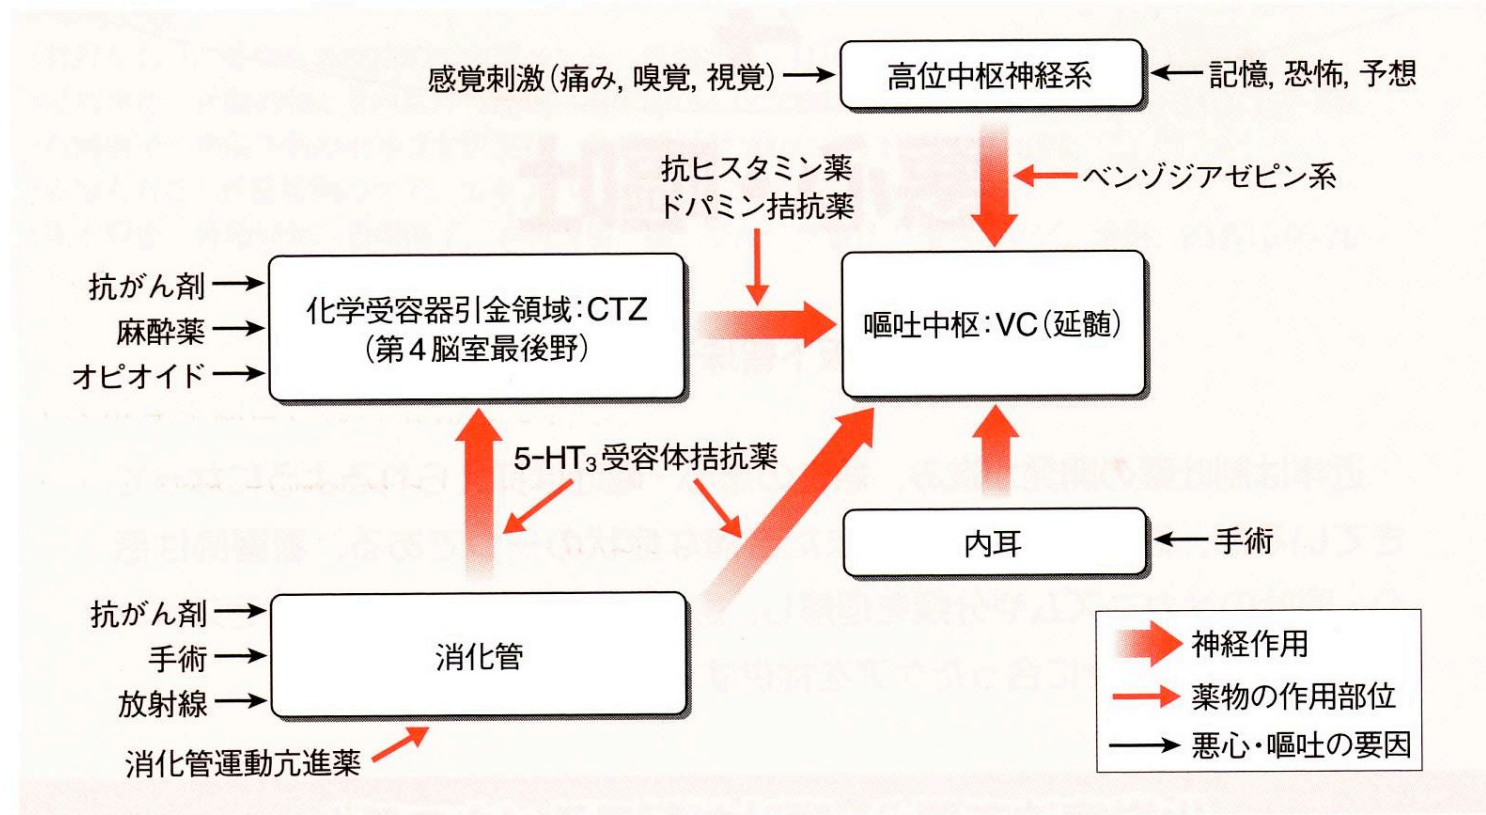 感覚刺激（痛み, 嗅覚, 視覚）
高位中枢神経系
記憶, 恐怖, 予想
抗ヒスタミン薬
ドパミン拮抗薬
ベンゾジアゼピン系
抗がん剤
麻酔薬
オピオイド
化学受容器引金領域：CTZ
（第４脳室最後野）
嘔吐中枢：VC（延髄）
5-HT₃受容体拮抗薬
内耳
手術
抗がん剤
手術
放射線
消化管
消化管運動亢進薬
神経作用
薬物の作用部位
悪心・嘔吐の要因